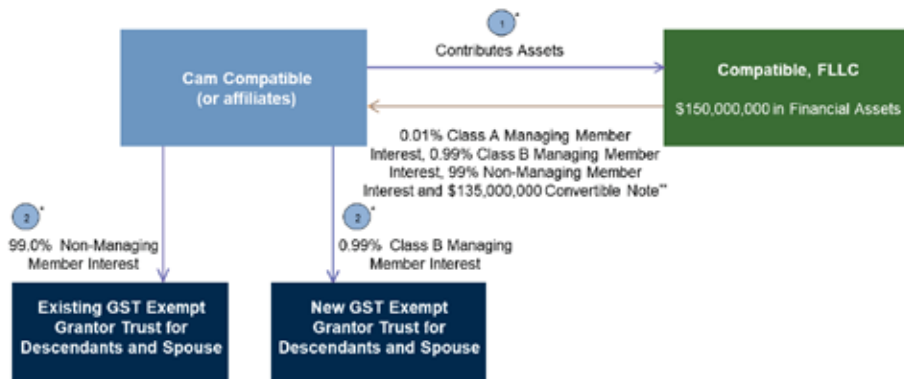 1*
Contributes Assets
Cam Compatible
(or affiliates)
Compatible, FLLC
$150,000,000 in Financial Assets
0.01% Class A Managing Member
Interest, 0.99% Class B Managing Member
Interest, 99% Non-Managing Member
Interest and $135,000,000 Convertible Note**
2*
99.0% Non-Managing
Member Interest
2*
0.99% Class B Managing
Member Interest
Existing GST Exempt
Grantor Trust for
Descendants and Spouse
New GST Exempt
Grantor Trust for
Descendants and Spouse